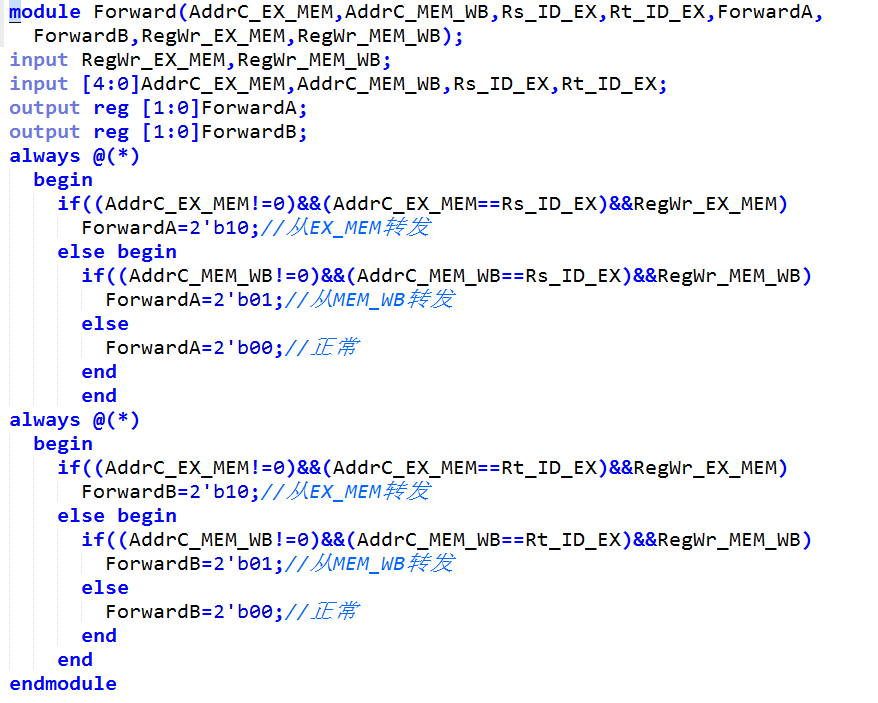 module Forward(AddrC_EX_MEM,AddrC_MEM_WB,Rs_ID_EX,Rt_ID_EX,ForwardA,
  ForwardB,RegWr_EX_MEM,RegWr_MEM_WB);
input RegWr_EX_MEM,RegWr_MEM_WB;
input [4:0]AddrC_EX_MEM,AddrC_MEM_WB,Rs_ID_EX,Rt_ID_EX;
output reg [1:0]ForwardA;
output reg [1:0]ForwardB;
always @(*)
  begin
    if((AddrC_EX_MEM!=0)&&(AddrC_EX_MEM==Rs_ID_EX)&&RegWr_EX_MEM)
      ForwardA=2'b10;//从EX_MEM转发
    else begin
      if((AddrC_MEM_WB!=0)&&(AddrC_MEM_WB==Rs_ID_EX)&&RegWr_MEM_WB)
        ForwardA=2'b01;//从MEM_WB转发
      else
        ForwardA=2'b00;//正常
      end
      end
always @(*)
  begin
    if((AddrC_EX_MEM!=0)&&(AddrC_EX_MEM==Rt_ID_EX)&&RegWr_EX_MEM)
      ForwardB=2'b10;//从EX_MEM转发
    else begin
      if((AddrC_MEM_WB!=0)&&(AddrC_MEM_WB==Rt_ID_EX)&&RegWr_MEM_WB)
        ForwardB=2'b01;//从MEM_WB转发
      else
        ForwardB=2'b00;//正常
      end
    end
endmodule